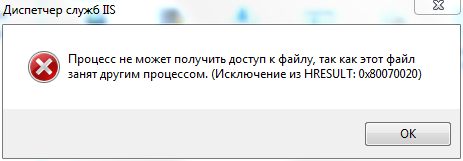 Диспетчер служб IIS
Процесс не может получить доступ к файлу, так как этот файл
занят другим процессом. (Исключение из HRESULT: 0x80070020)
OK